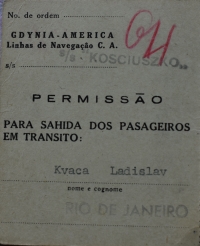 No. de ordem
64
GDYNIA-AMERICA
Linhas de Navegação C. A.
s/s "KOSCIUSZKO"
s/s
PERMISSÃO
PARA SAHIDA DOS PASAGEIROS
EM TRANSITO:
Kvaca Ladislav
nome e cognome
RIO DE JANEIRO